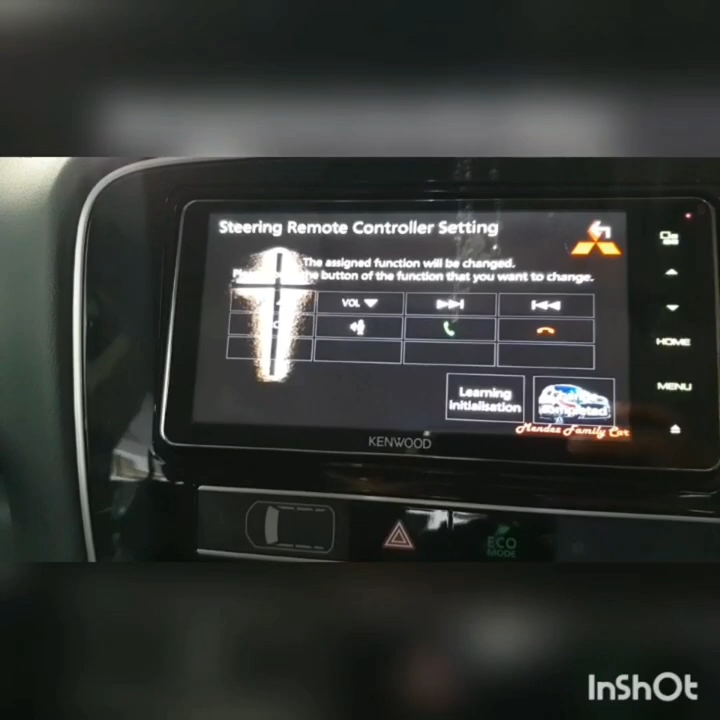 Steering Remote Controller Setting
The assigned function will be changed.
the button of the function that you want to change.
VOL
HOME
MENU
Learning
Initialisation
completed
Mendez Family Car
KENWOOD
ECO
MODE
InShOt